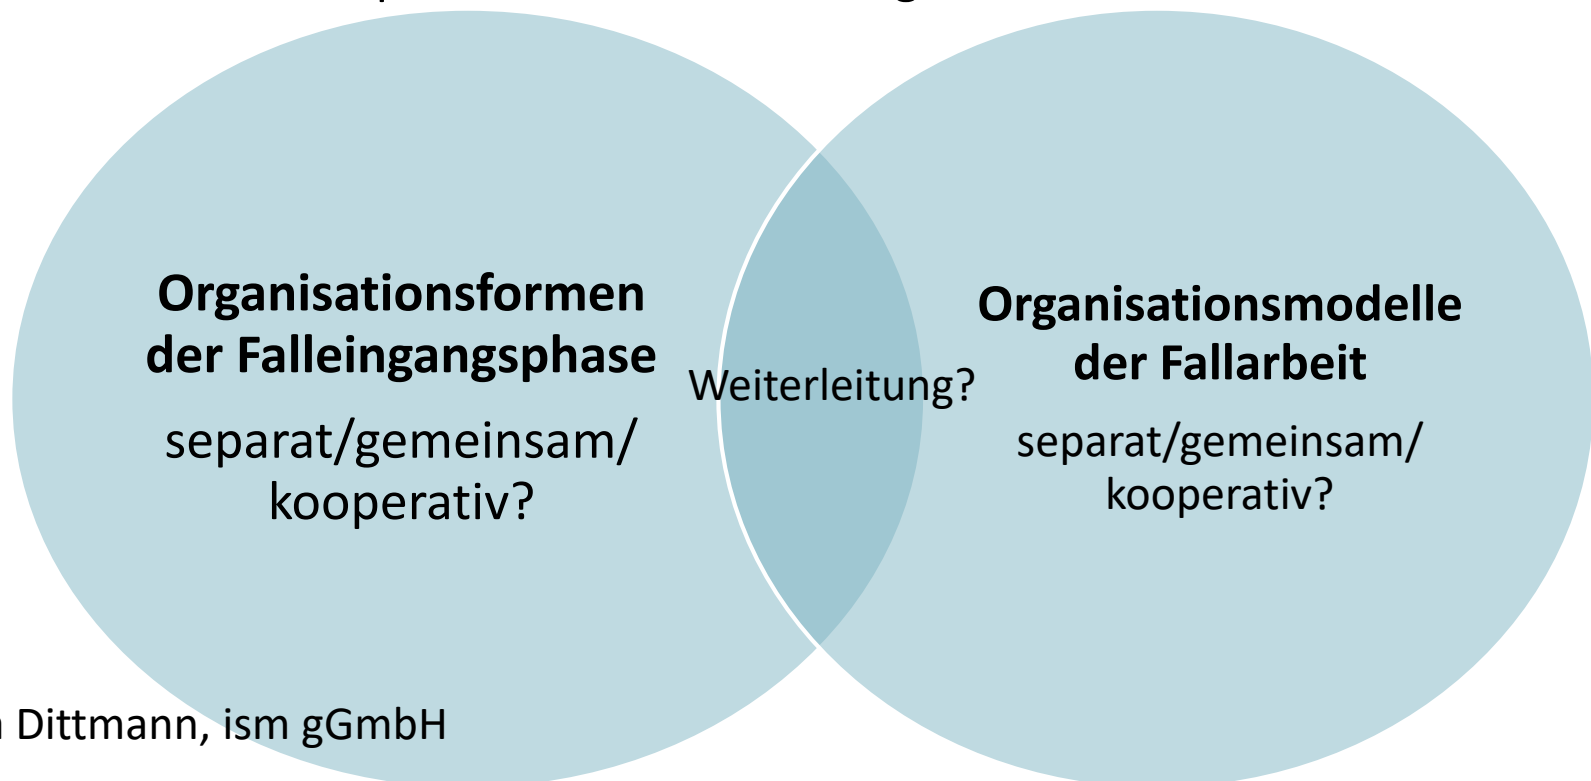 Organisationsformen
der Falleingangsphase
separat/gemeinsam/
kooperativ?
Weiterleitung?
Organisationsmodelle
der Fallarbeit
separat/gemeinsam/
kooperativ?
Dittmann, ism gGmbH